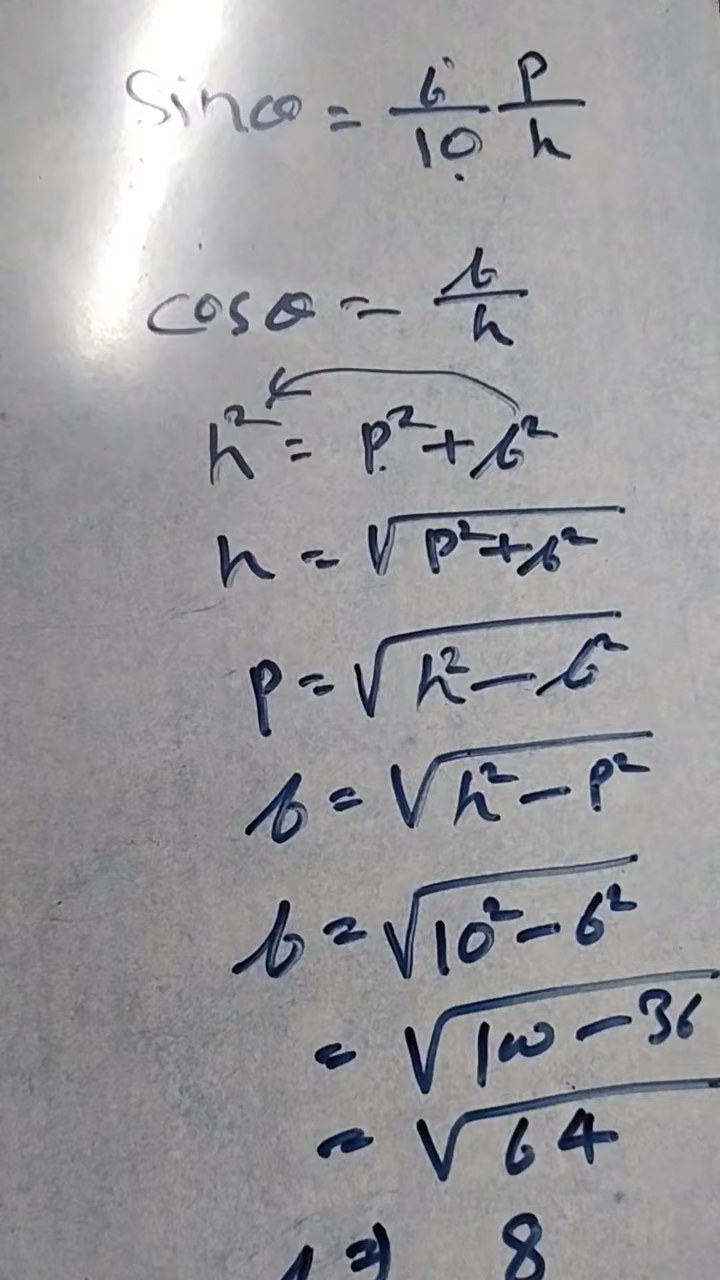 Sinθ = 6/10 P/h
cosθ = b/h
h² = p² + b²
h = √p²+b²
p = √h² − b²
b = √h² − p²
b = √10² − 6²
= √100 − 36
= √64
8